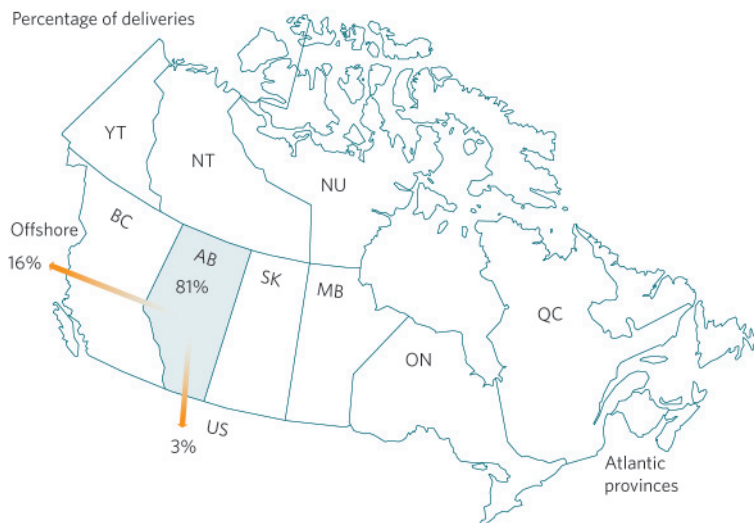 Percentage of deliveries
YT
NT
NU
BC
Offshore
16%
AB
81%
SK
MB
QC
ON
US
3%
Atlantic
provinces